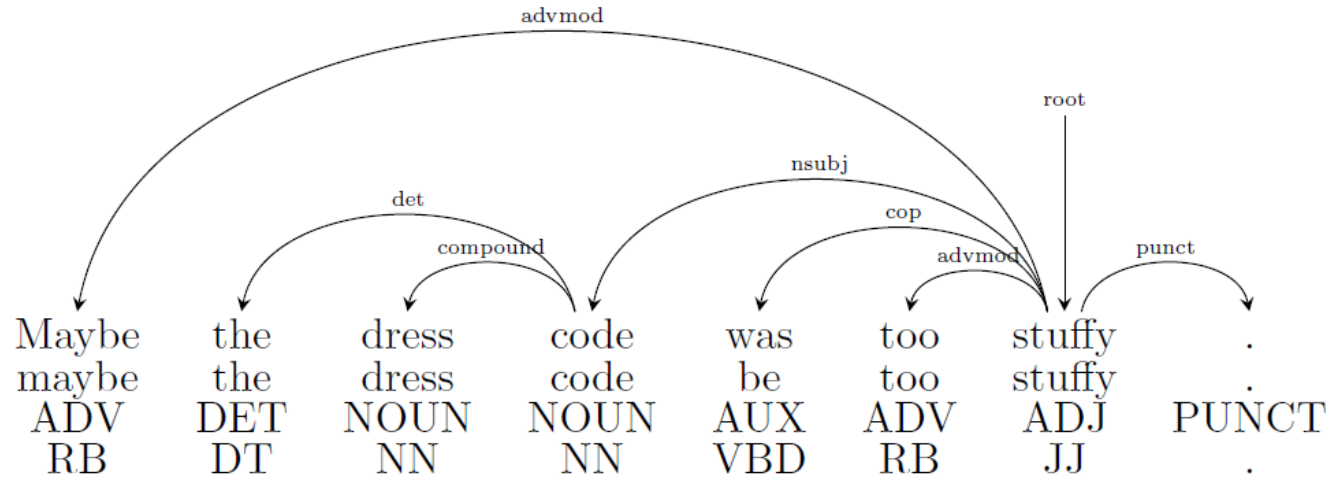 advmod
root
nsubj
det
cop
compound
advmod
punct
Maybe the dress code was too stuffy .
maybe the dress code be too stuffy .
ADV DET NOUN NOUN AUX ADV ADJ PUNCT
RB DT NN NN VBD RB JJ .